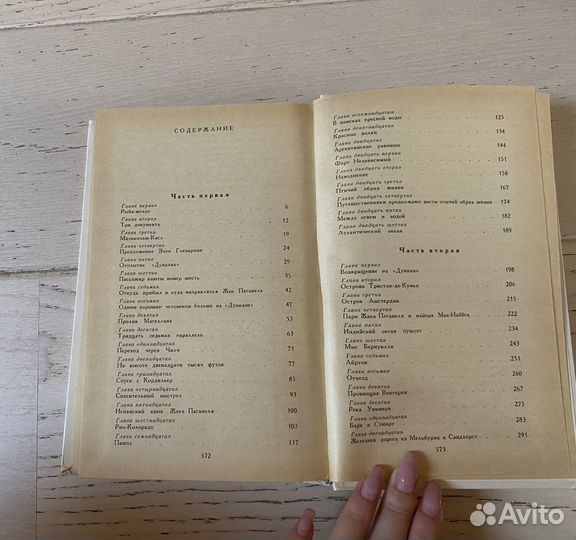 СОДЕРЖАНИЕ
Часть первая
Глава первая
Рыба-молот 6
Глава вторая
Три документа 12
Глава третья
Малькольм-Касл 19
Глава четвертая
Предложение Элен Гленарван 24
Глава пятая
Отплытие «Дункана» 29
Глава шестая
Пассажир каюты номер шесть 35
Глава седьмая
Откуда прибыл и куда направлялся Жак Паганель 42
Глава восьмая
Одним хорошим человеком больше на «Дункане» 47
Глава девятая
Пролив Магеллана 53
Глава десятая
Тридцать седьмая параллель 63
Глава одиннадцатая
Переход через Чили 71
Глава двенадцатая
На высоте двенадцати тысяч футов 77
Глава тринадцатая
Спуск с Кордильер 85
Глава четырнадцатая
Спасительный выстрел 93
Глава пятнадцатая
Испанский язык Жака Паганеля 100
Глава шестнадцатая
Рио-Колорадо 107
Глава семнадцатая
Пампа 117
572
Глава восемнадцатая
В поисках пресной воды 125
Глава девятнадцатая
Красные волки 134
Глава двадцатая
Аргентинские равнины 144
Глава двадцать первая
Форт Независимый 151
Глава двадцать вторая
Наводнение 158
Глава двадцать третья
Птичий образ жизни 167
Глава двадцать четвертая
Путешественники продолжают вести птичий образ жизни 174
Глава двадцать пятая
Между огнем и водой 182
Глава двадцать шестая
Атлантический океан 189
Часть вторая
Глава первая
Возвращение на «Дункан» 198
Глава вторая
Острова Тристан-да-Кунья 206
Глава третья
Остров Амстердам 215
Глава четвертая
Пари Жака Паганеля и майора Мак-Наббса 222
Глава пятая
Индийский океан бушует 234
Глава шестая
Мыс Бернуилли 243
Глава седьмая
Айртон 251
Глава восьмая
Отъезд 260
Глава девятая
Провинция Виктория 267
Глава десятая
Река Уиммери 275
Глава одиннадцатая
Барк и Стюарт 283
Глава двенадцатая
Железная дорога из Мельбурна в Сандхорст 291
573
Avito